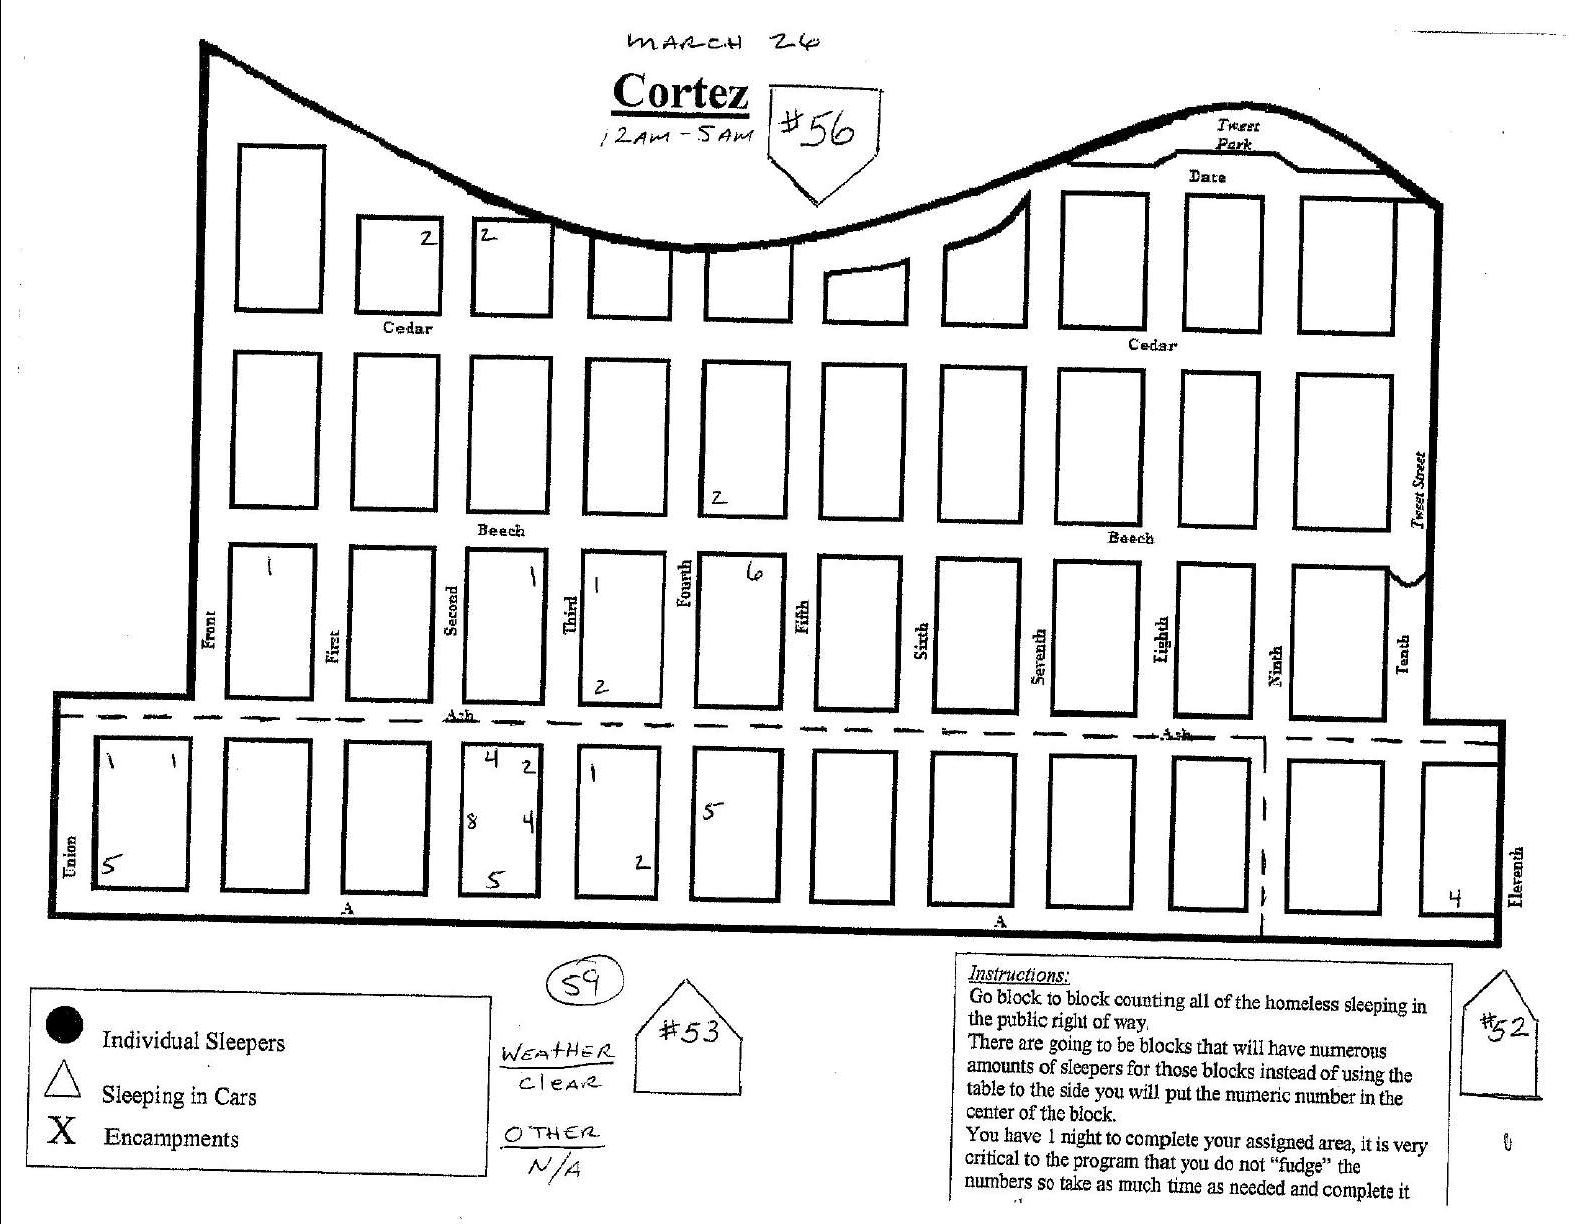 MARCH 26
Cortez
12AM - 5AM
#56
Tweet
Park
Date
2
2
Cedar
Cedar
2
Tweet Street
Beech
Beech
1
1
1
6
2
Front
First
Second
Third
Fourth
Fifth
Sixth
Seventh
Eighth
Ninth
Tenth
Ash
Ash
1 1
4 2
1
8 4
5
5
2
5
4
Union
Eleventh
A
A
59
#53
#52
WEATHER
CLEAR
OTHER
N/A
Individual Sleepers
Sleeping in Cars
X Encampments
Instructions:
Go block to block counting all of the homeless sleeping in
the public right of way.
There are going to be blocks that will have numerous
amounts of sleepers for those blocks instead of using the
table to the side you will put the numeric number in the
center of the block.
You have 1 night to complete your assigned area, it is very
critical to the program that you do not "fudge" the
numbers so take as much time as needed and complete it